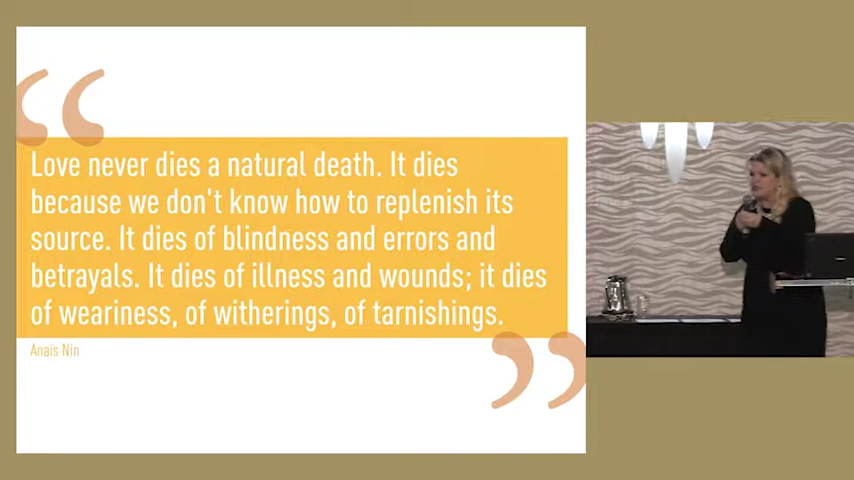 Love never dies a natural death. It dies
because we don't know how to replenish its
source. It dies of blindness and errors and
betrayals. It dies of illness and wounds; it dies
of weariness, of witherings, of tarnishings.
Anaïs Nin